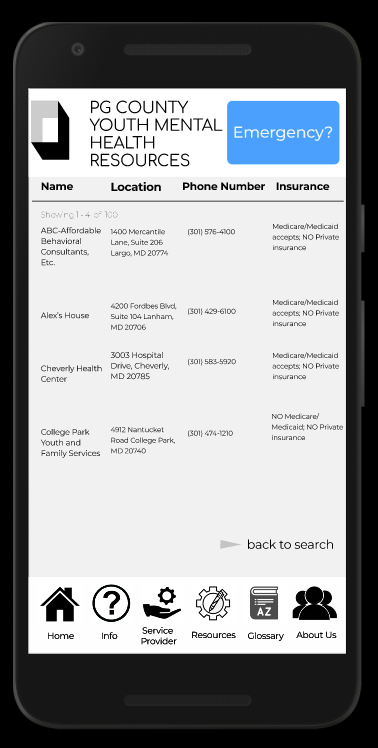 PG COUNTY
YOUTH MENTAL
HEALTH
RESOURCES
Emergency?
Name Location Phone Number Insurance
Showing 1 - 4 of 100
ABC-Affordable
Behavioral
Consultants,
Etc.
1400 Mercantile
Lane, Suite 206
Largo, MD 20774
(301) 576-4100
Medicare/Medicaid
accepts; NO Private
insurance
Alex's House
4200 Fordbes Blvd,
Suite 104 Lanham,
MD 20706
(301) 429-6100
Medicare/Medicaid
accepts; NO Private
insurance
Cheverly Health
Center
3003 Hospital
Drive, Cheverly,
MD 20785
(301) 583-5920
Medicare/Medicaid
accepts; NO Private
insurance
College Park
Youth and
Family Services
4912 Nantucket
Road College Park,
MD 20740
(301) 474-1210
NO Medicare/
Medicaid; NO Private
insurance
back to search
?
AZ
Home
Info
Service
Provider
Resources
Glossary
About Us